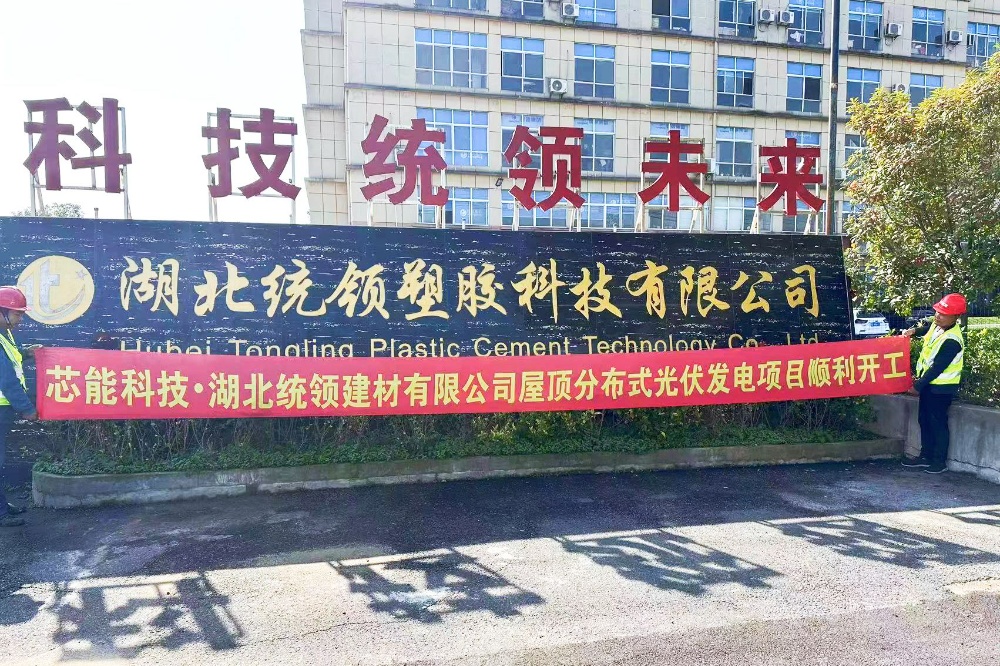 科技统领未来
湖北统领塑胶科技有限公司
Hubei Tongling Plastic Cement Technology Co., Ltd
芯能科技·湖北统领建材有限公司屋顶分布式光伏发电项目顺利开工